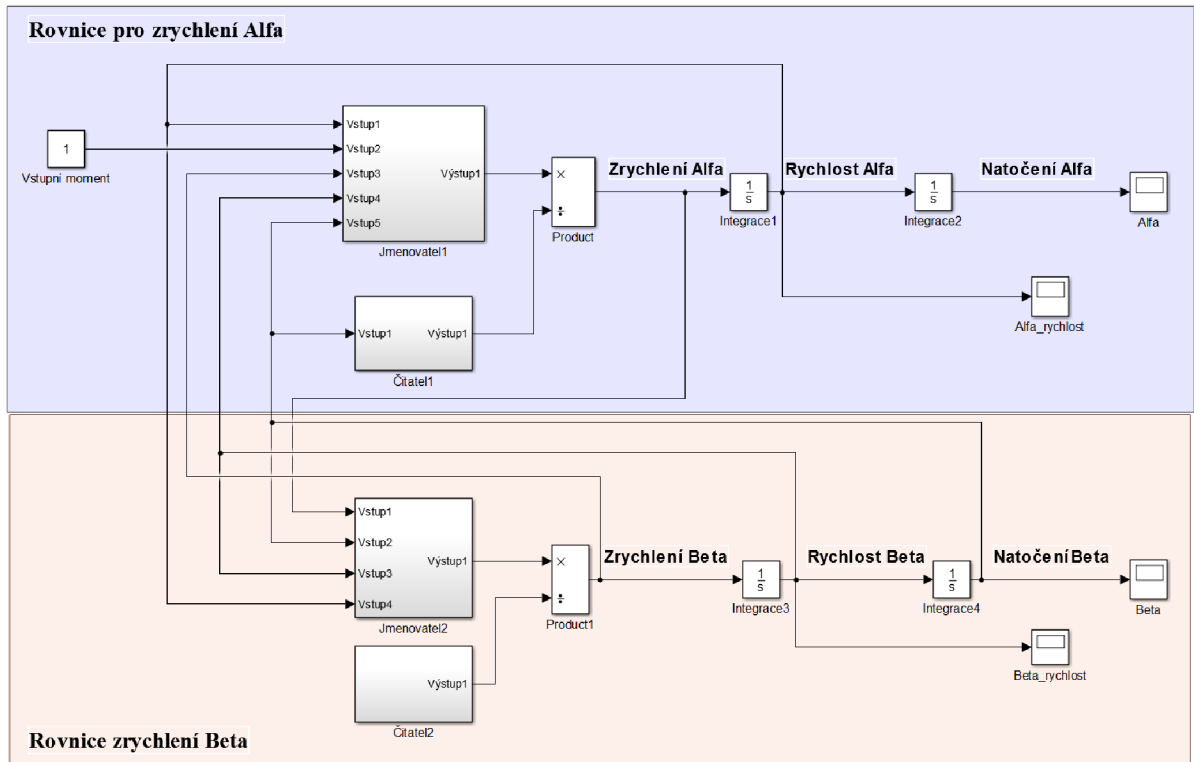 Rovnice pro zrychlení Alfa
1
Vstupní moment
Vstup1
Vstup2
Vstup3
Vstup4
Vstup5
Výstup1
Jmenovatel1
×
÷
Product
Zrychlení Alfa
1
s
Integrace1
Rychlost Alfa
1
s
Integrace2
Natočení Alfa
Alfa
Alfa_rychlost
Vstup1
Výstup1
Čitatel1
Vstup1
Vstup2
Vstup3
Vstup4
Výstup1
Jmenovatel2
×
÷
Product1
Zrychlení Beta
1
s
Integrace3
Rychlost Beta
1
s
Integrace4
Natočení Beta
Beta
Beta_rychlost
Výstup1
Čitatel2
Rovnice zrychlení Beta